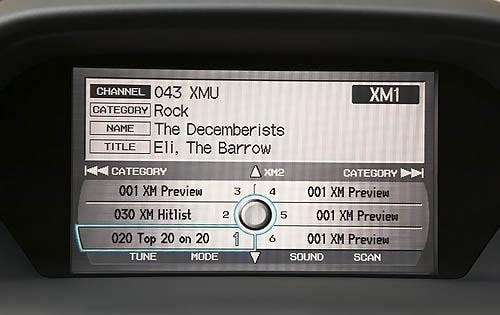 CHANNEL 043 XMU XM1
CATEGORY Rock
NAME The Decemberists
TITLE Eli, The Barrow
CATEGORY XM2 CATEGORY
001 XM Preview 3 4 001 XM Preview
030 XM Hitlist 2 5 001 XM Preview
020 Top 20 on 20 1 6 001 XM Preview
TUNE MODE SOUND SCAN